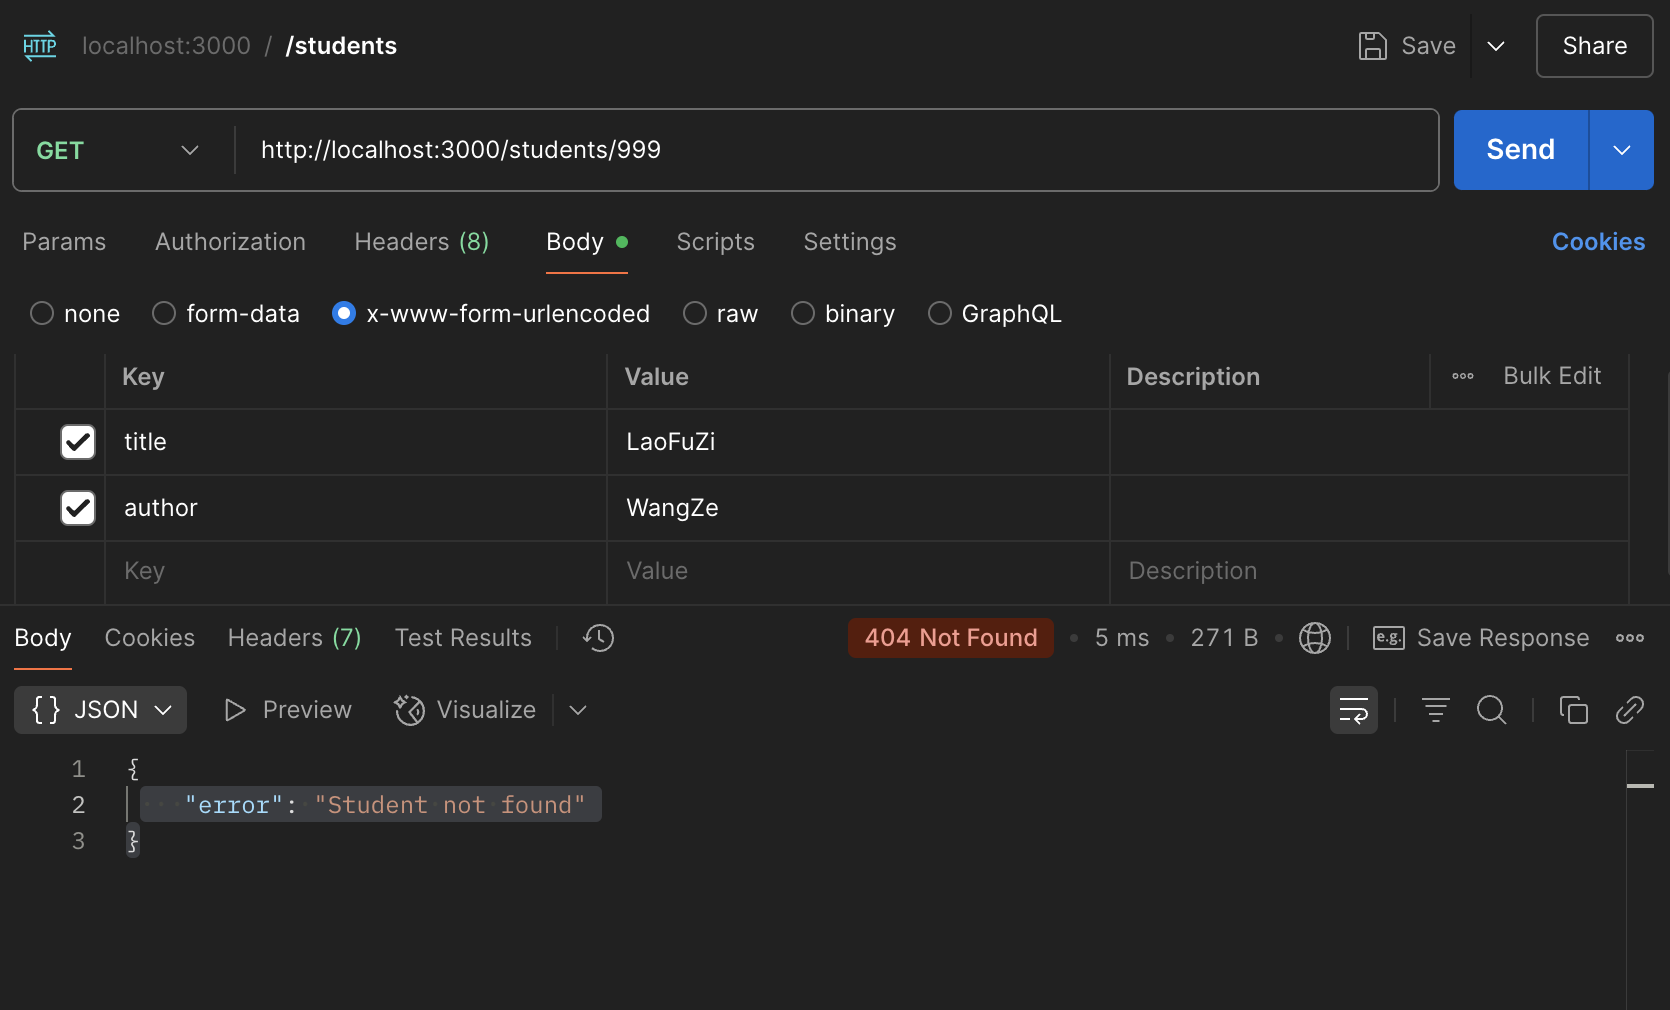 HTTP localhost:3000 / /students Save Share
GET http://localhost:3000/students/999 Send
Params Authorization Headers (8) Body Scripts Settings Cookies
none form-data x-www-form-urlencoded raw binary GraphQL
Key Value Description Bulk Edit
title LaoFuZi
author WangZe
Key Value Description
Body Cookies Headers (7) Test Results 404 Not Found • 5 ms • 271 B • e.g. Save Response
{} JSON Preview Visualize
1 {
2 "error": "Student not found"
3 }